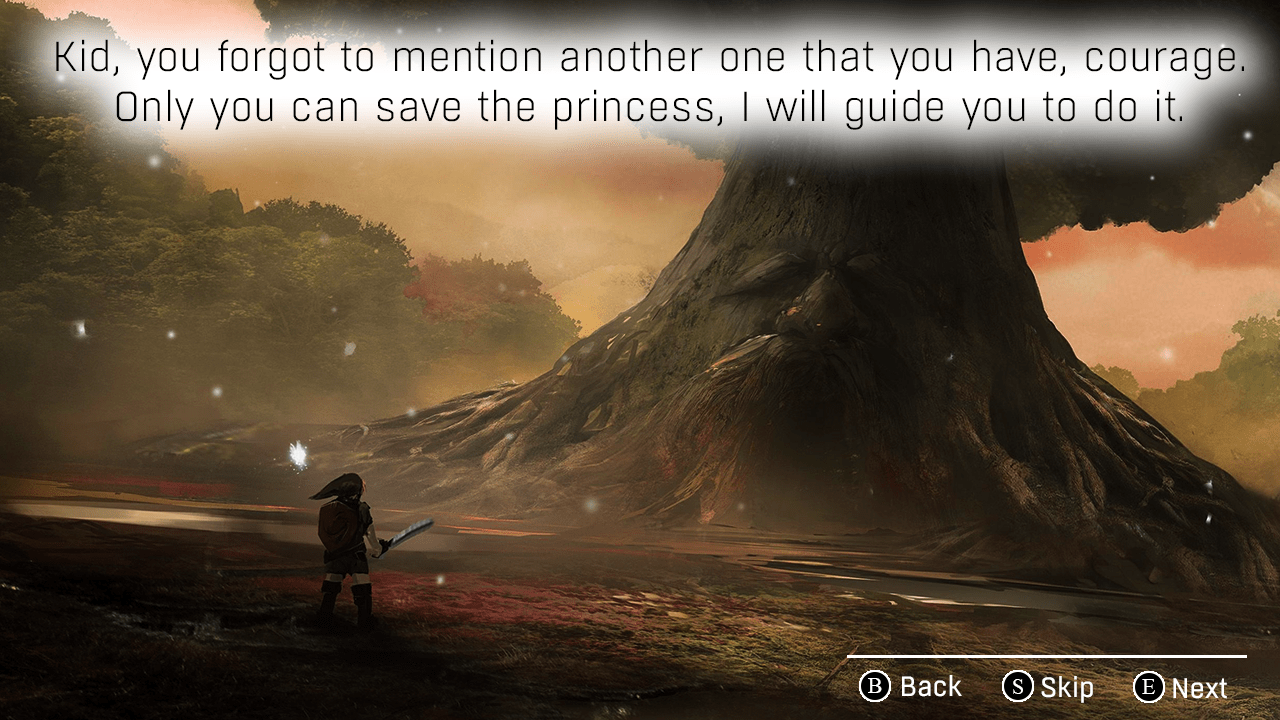 Kid, you forgot to mention another one that you have, courage.
Only you can save the princess, I will guide you to do it.
B Back S Skip E Next